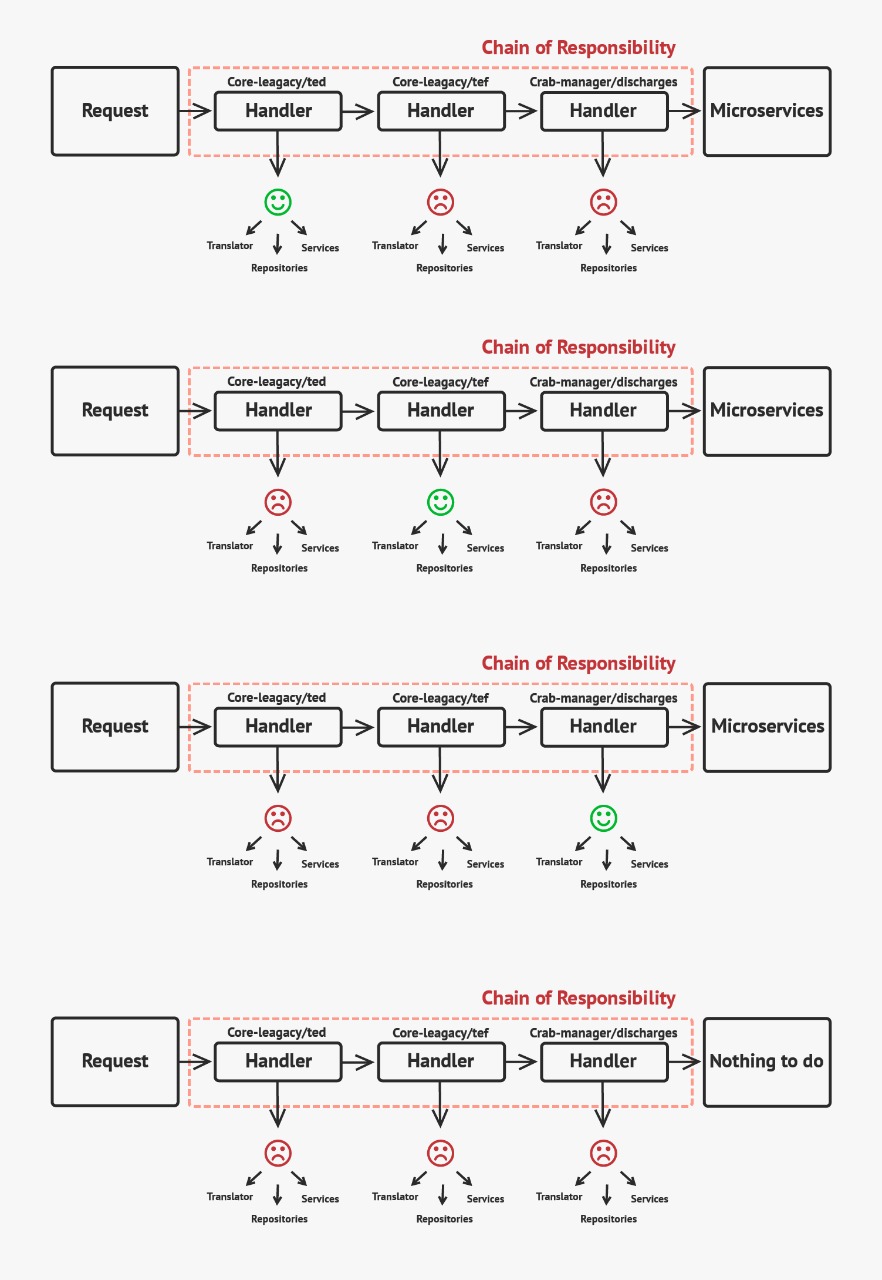 Chain of Responsibility
Core-leagacy/ted Core-leagacy/tef Crab-manager/discharges
Request Handler Handler Handler Microservices
Translator Services Translator Services Translator Services
Repositories Repositories Repositories
Chain of Responsibility
Core-leagacy/ted Core-leagacy/tef Crab-manager/discharges
Request Handler Handler Handler Microservices
Translator Services Translator Services Translator Services
Repositories Repositories Repositories
Chain of Responsibility
Core-leagacy/ted Core-leagacy/tef Crab-manager/discharges
Request Handler Handler Handler Microservices
Translator Services Translator Services Translator Services
Repositories Repositories Repositories
Chain of Responsibility
Core-leagacy/ted Core-leagacy/tef Crab-manager/discharges
Request Handler Handler Handler Nothing to do
Translator Services Translator Services Translator Services
Repositories Repositories Repositories